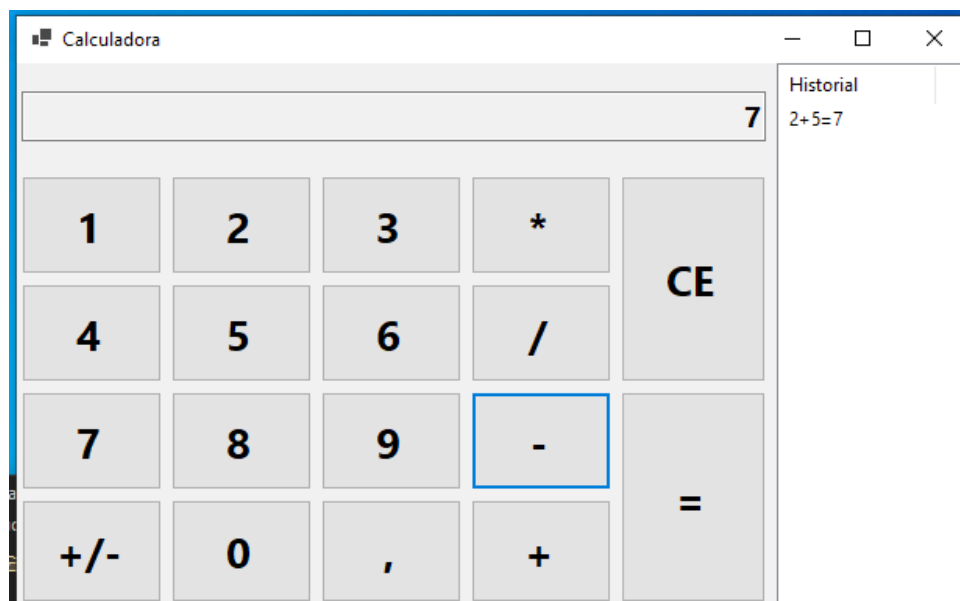 Calculadora
Historial
7
2+5=7
1 2 3 *
CE
4 5 6 /
7 8 9 -
=
+/- 0 , +